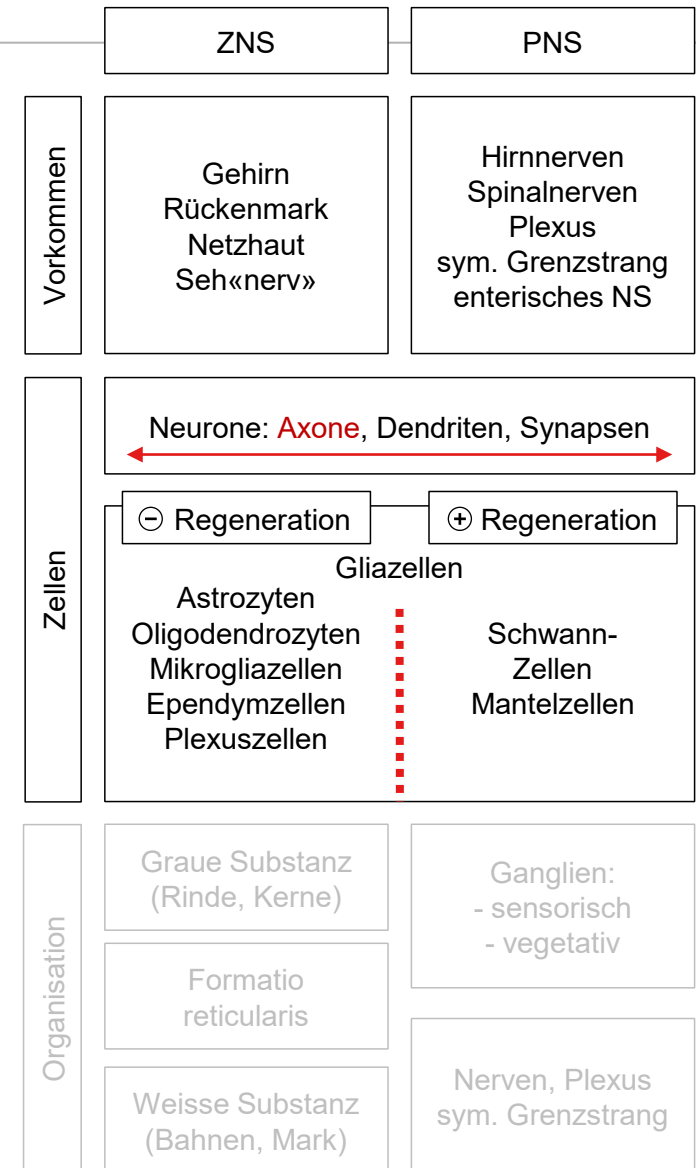 ZNS
PNS
Vorkommen
Gehirn
Rückenmark
Netzhaut
Seh«nerv»
Hirnnerven
Spinalnerven
Plexus
sym. Grenzstrang
enterisches NS
Zellen
Neurone: Axone, Dendriten, Synapsen
⊖ Regeneration
⊕ Regeneration
Gliazellen
Astrozyten
Oligodendrozyten
Mikrogliazellen
Ependymzellen
Plexuszellen
Schwann-
Zellen
Mantelzellen
Organisation
Graue Substanz
(Rinde, Kerne)
Formatio
reticularis
Weisse Substanz
(Bahnen, Mark)
Ganglien:
- sensorisch
- vegetativ
Nerven, Plexus
sym. Grenzstrang